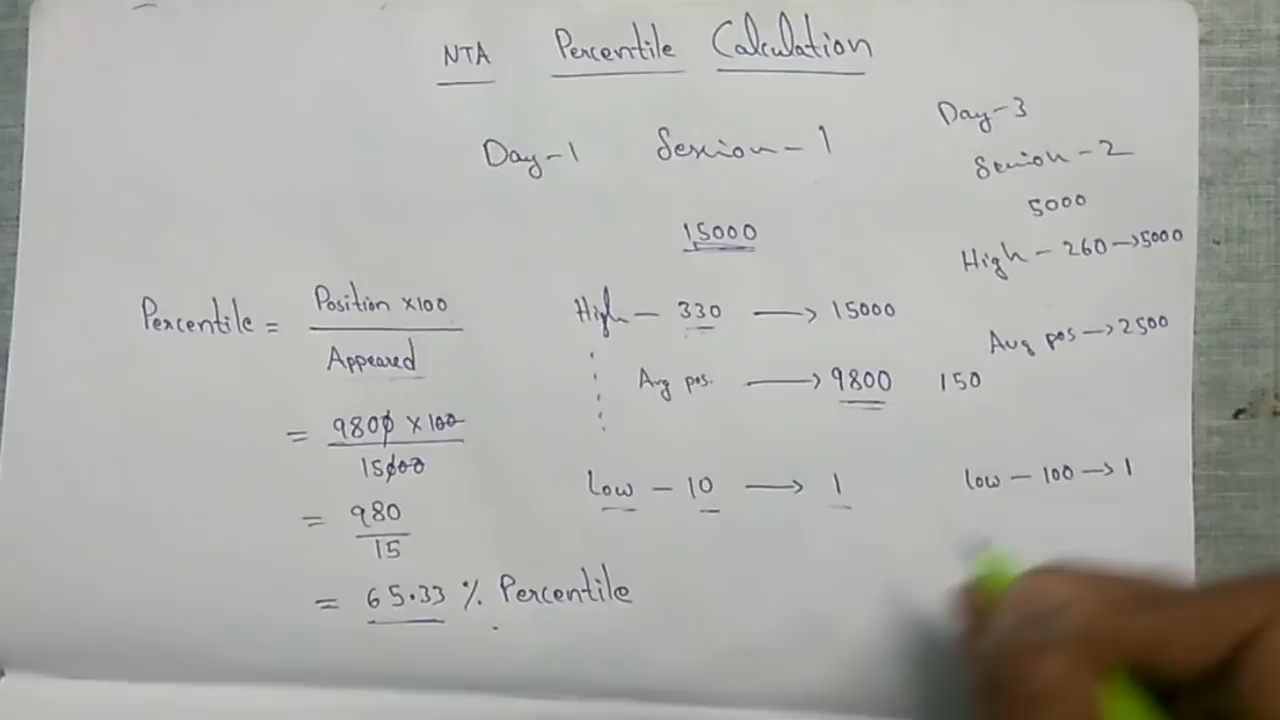 NTA Percentile Calculation
Day-1 Session-1
15000
Percentile = Position ×100
Appeared
= 9800 × 100
15000
= 980
15
= 65.33 % Percentile
High - 330 → 15000
Avg pos. → 9800 150
Low - 10 → 1
Day-3
Session-2
5000
High - 260 → 5000
Avg pos → 2500
low - 100 → 1